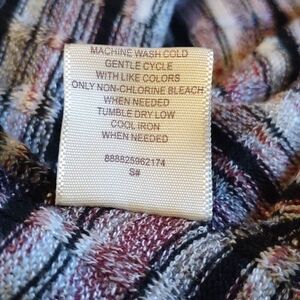 MACHINE WASH COLD
GENTLE CYCLE
WITH LIKE COLORS
ONLY NON-CHLORINE BLEACH
WHEN NEEDED
TUMBLE DRY LOW
COOL IRON
WHEN NEEDED
888825962174
S#